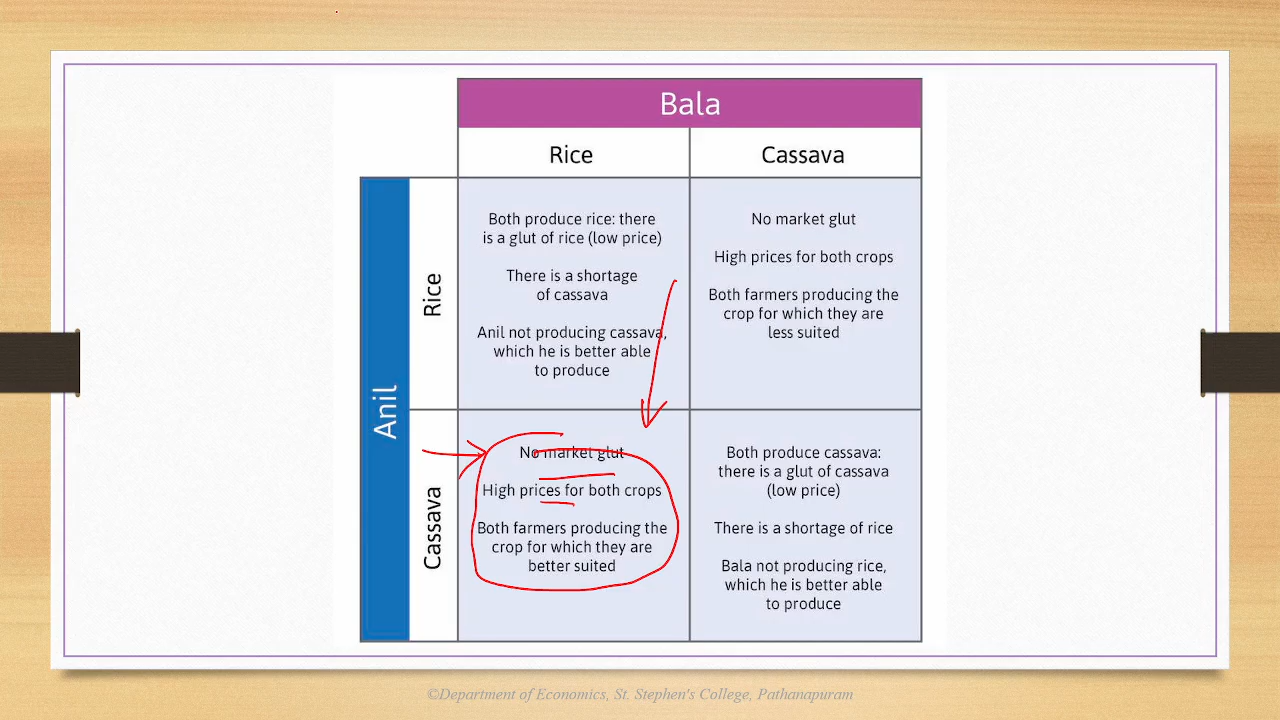 Bala
Rice
Cassava
Anil
Rice
Both produce rice: there
is a glut of rice (low price)
There is a shortage
of cassava
Anil not producing cassava,
which he is better able
to produce
No market glut
High prices for both crops
Both farmers producing the
crop for which they are
less suited
Cassava
No market glut
High prices for both crops
Both farmers producing the
crop for which they are
better suited
Both produce cassava:
there is a glut of cassava
(low price)
There is a shortage of rice
Bala not producing rice,
which he is better able
to produce
©Department of Economics, St. Stephen's College, Pathanapuram